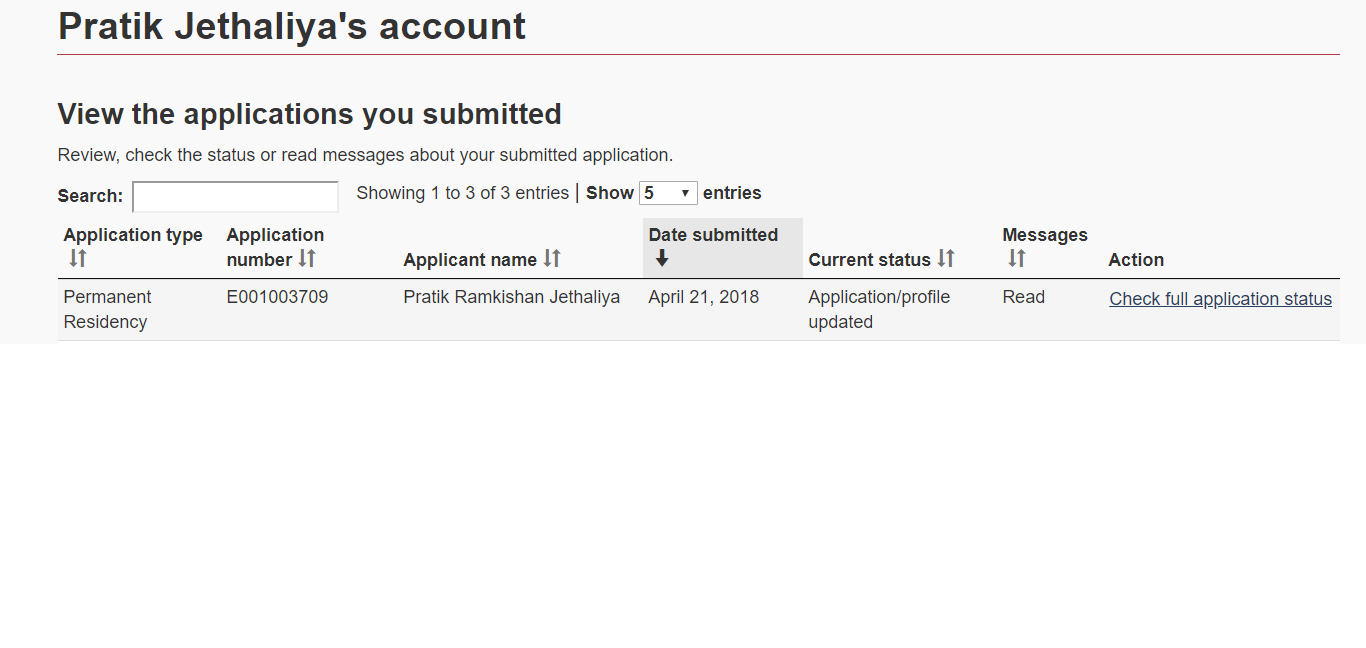 Pratik Jethaliya's account
View the applications you submitted
Review, check the status or read messages about your submitted application.
Search: Showing 1 to 3 of 3 entries | Show 5 entries
Application type Application number Applicant name Date submitted Current status Messages Action
Permanent Residency E001003709 Pratik Ramkishan Jethaliya April 21, 2018 Application/profile updated Read Check full application status